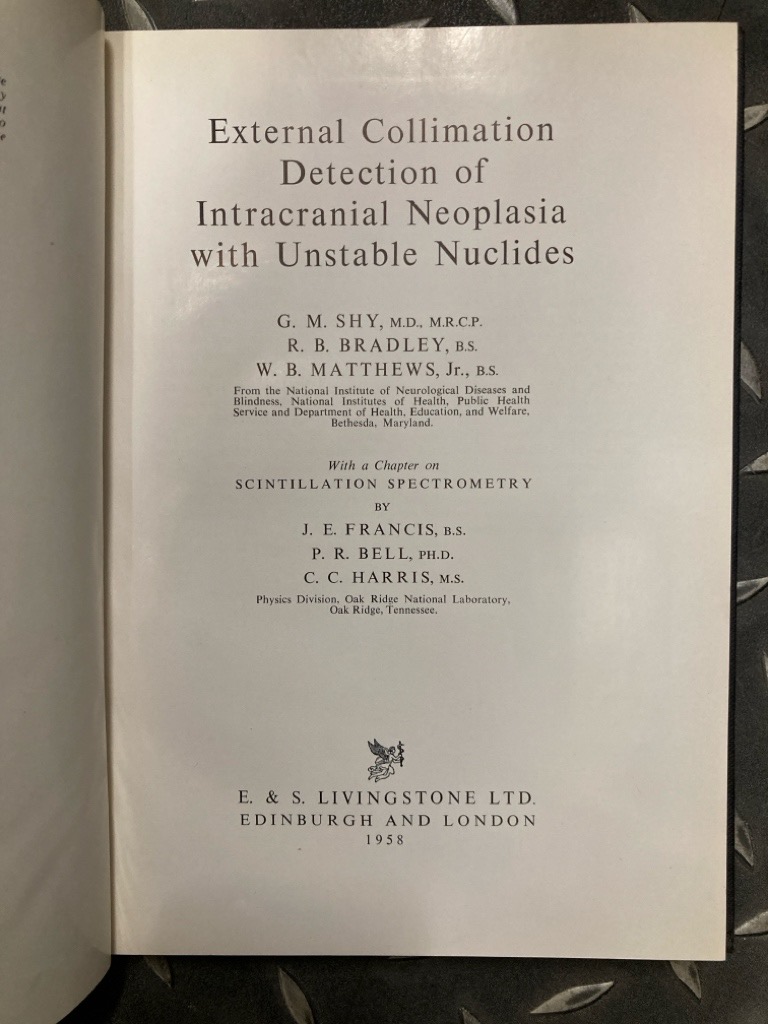 External Collimation
Detection of
Intracranial Neoplasia
with Unstable Nuclides
G. M. SHY, M.D., M.R.C.P.
R. B. BRADLEY, B.S.
W. B. MATTHEWS, Jr., B.S.
From the National Institute of Neurological Diseases and
Blindness, National Institutes of Health, Public Health
Service and Department of Health, Education, and Welfare,
Bethesda, Maryland.
With a Chapter on
SCINTILLATION SPECTROMETRY
BY
J. E. FRANCIS, B.S.
P. R. BELL, PH.D.
C. C. HARRIS, M.S.
Physics Division, Oak Ridge National Laboratory,
Oak Ridge, Tennessee.
E. & S. LIVINGSTONE LTD.
EDINBURGH AND LONDON
1958